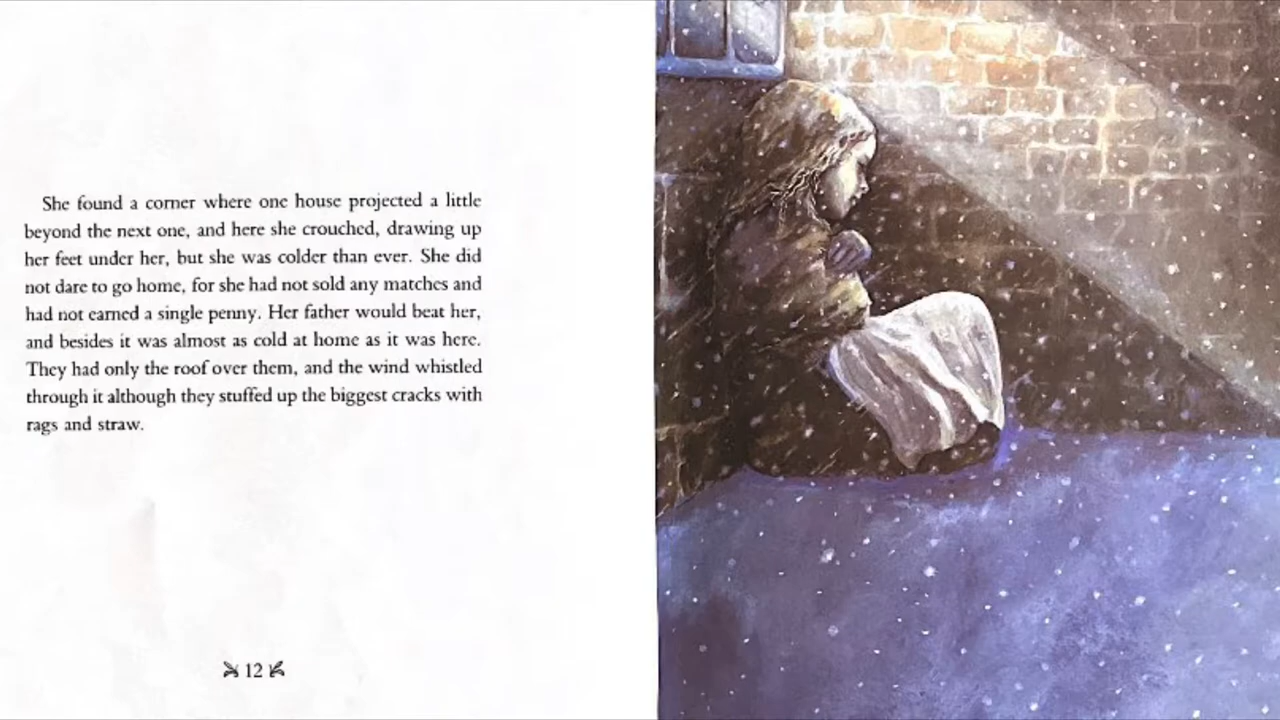 She found a corner where one house projected a little
beyond the next one, and here she crouched, drawing up
her feet under her, but she was colder than ever. She did
not dare to go home, for she had not sold any matches and
had not earned a single penny. Her father would beat her,
and besides it was almost as cold at home as it was here.
They had only the roof over them, and the wind whistled
through it although they stuffed up the biggest cracks with
rags and straw.
12